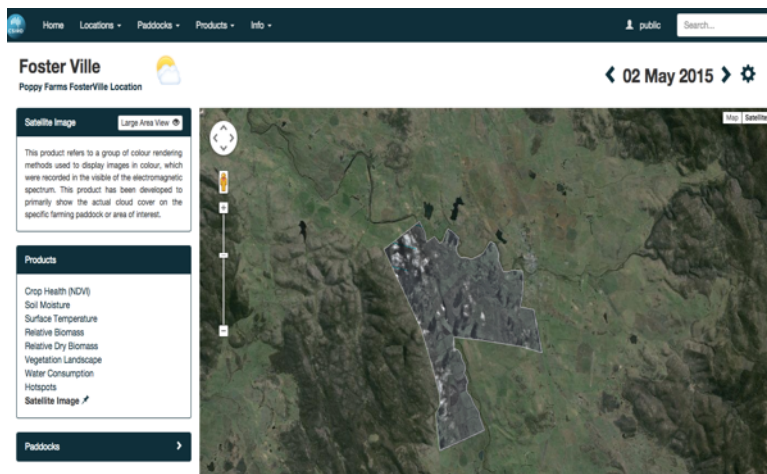 CSIRO
Home Locations Paddocks Products Info public Search...
Foster Ville
Poppy Farms FosterVille Location
02 May 2015
Satellite Image Large Area View
This product refers to a group of colour rendering
methods used to display images in colour, which
were recorded in the visible of the electromagnetic
spectrum. This product has been developed to
primarily show the actual cloud cover on the
specific farming paddock or area of interest.
Map Satellite
Products
Crop Health (NDVI)
Soil Moisture
Surface Temperature
Relative Biomass
Relative Dry Biomass
Vegetation Landscape
Water Consumption
Hotspots
Satellite Image
Paddocks